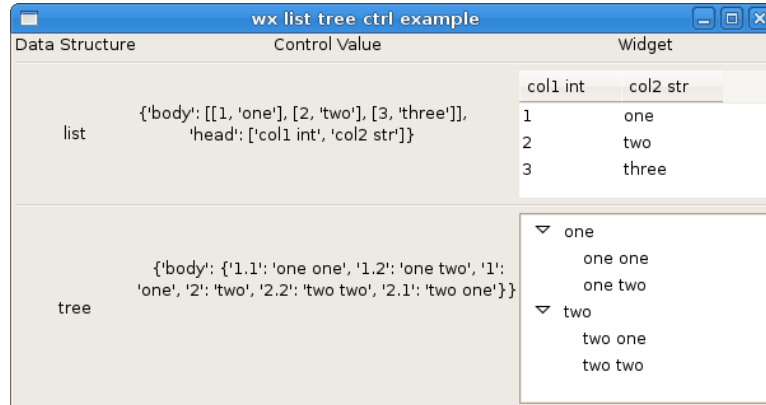 wx list tree ctrl example
Data Structure Control Value Widget
col1 int col2 str
{'body': [[1, 'one'], [2, 'two'], [3, 'three']],
'head': ['col1 int', 'col2 str']}
list
1 one
2 two
3 three
one
one one
one two
{'body': {'1.1': 'one one', '1.2': 'one two', '1':
'one', '2': 'two', '2.2': 'two two', '2.1': 'two one'}}
tree
two
two one
two two